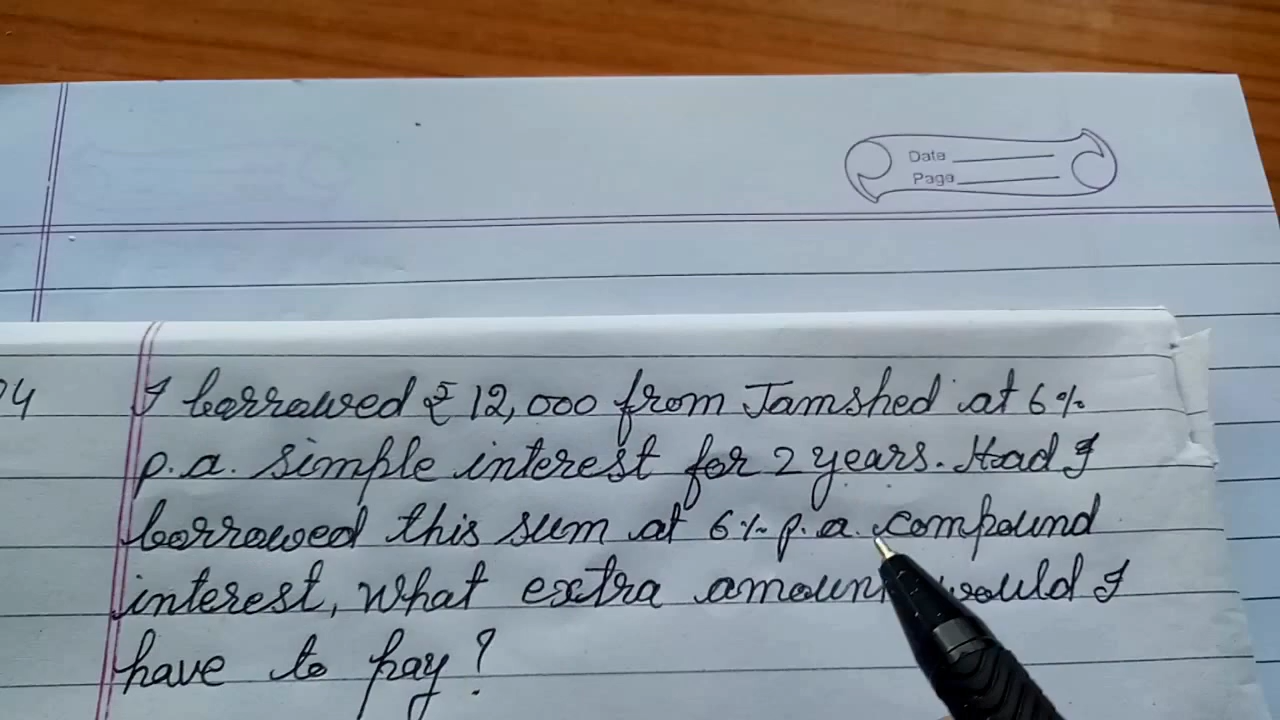 Date
Page
I borrowed ₹ 12,000 from Jamshed at 6%
p.a. simple interest for 2 years. Had I
borrowed this sum at 6% p.a. compound
interest, what extra amount would I
have to pay?